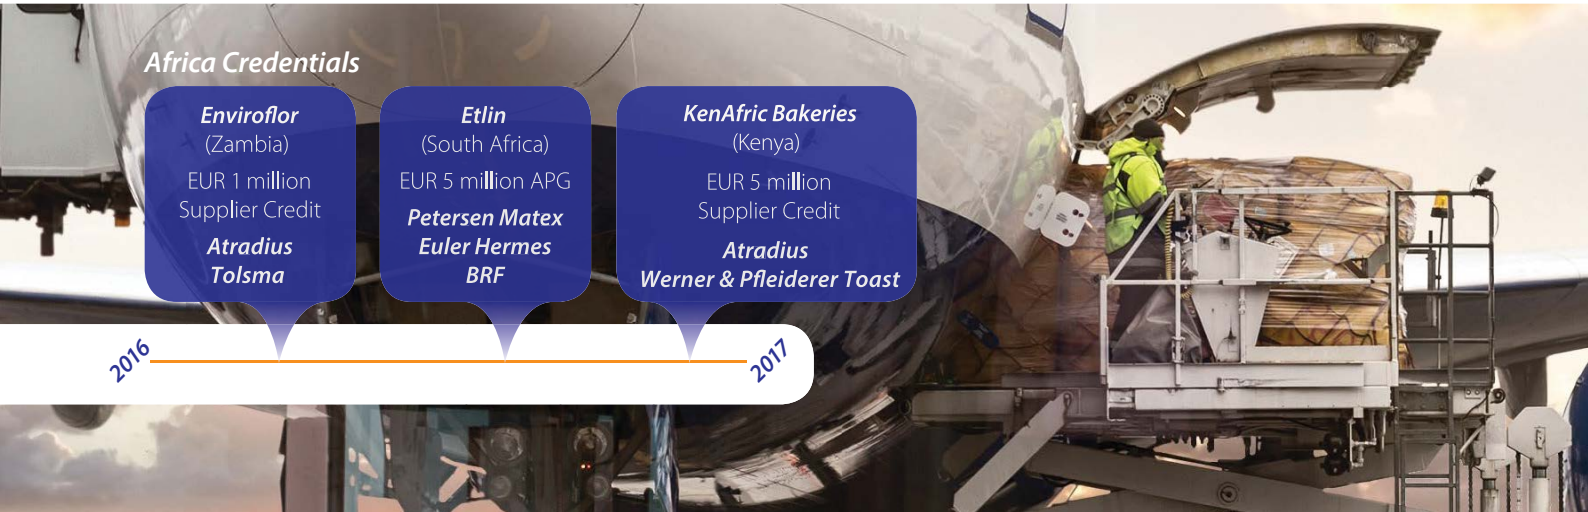 Africa Credentials
Enviroflor
(Zambia)
EUR 1 million
Supplier Credit
Atradius
Tolsma
Etlin
(South Africa)
EUR 5 million APG
Petersen Matex
Euler Hermes
BRF
KenAfric Bakeries
(Kenya)
EUR 5 million
Supplier Credit
Atradius
Werner & Pfleiderer Toast
2016
2017